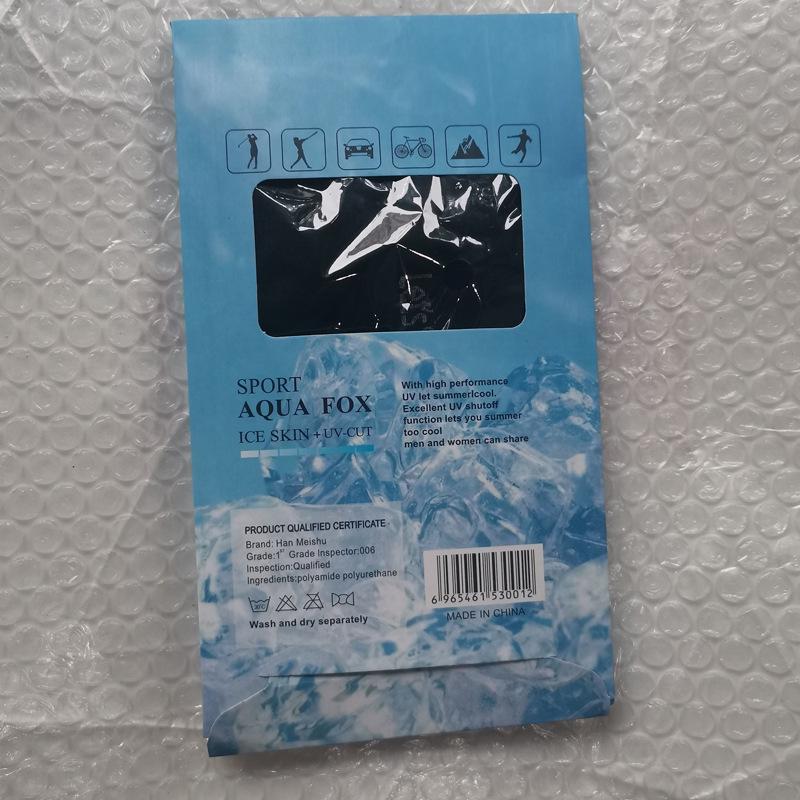 SPORT
AQUA FOX
ICE SKIN + UV-CUT
With high performance
UV let summerlcool.
Excellent UV shutoff
function lets you summer
too cool
men and women can share
PRODUCT QUALIFIED CERTIFICATE
Brand: Han Meishu
Grade:1st Grade Inspector:006
Inspection:Qualified
Ingredients:polyamide polyurethane
30°C
Wash and dry separately
6 965461 530012
MADE IN CHINA